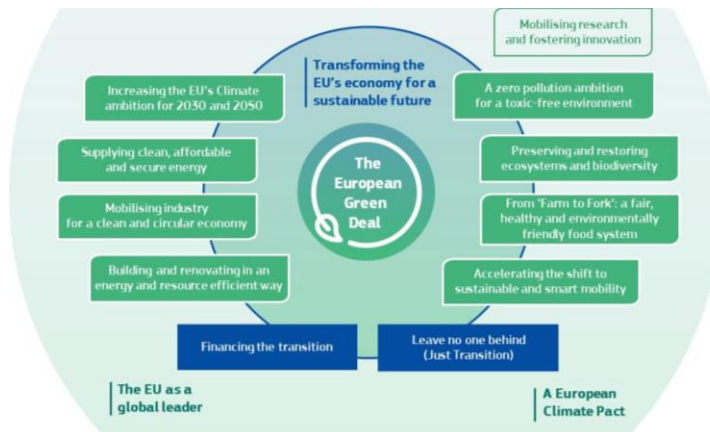 Mobilising research
and fostering innovation
Transforming the
EU's economy for a
sustainable future
Increasing the EU's Climate
ambition for 2030 and 2050
A zero pollution ambition
for a toxic-free environment
Supplying clean, affordable
and secure energy
Preserving and restoring
ecosystems and biodiversity
The
European
Green
Deal
Mobilising industry
for a clean and circular economy
From 'Farm to Fork': a fair,
healthy and environmentally
friendly food system
Building and renovating in an
energy and resource efficient way
Accelerating the shift to
sustainable and smart mobility
Financing the transition
Leave no one behind
(Just Transition)
The EU as a
global leader
A European
Climate Pact